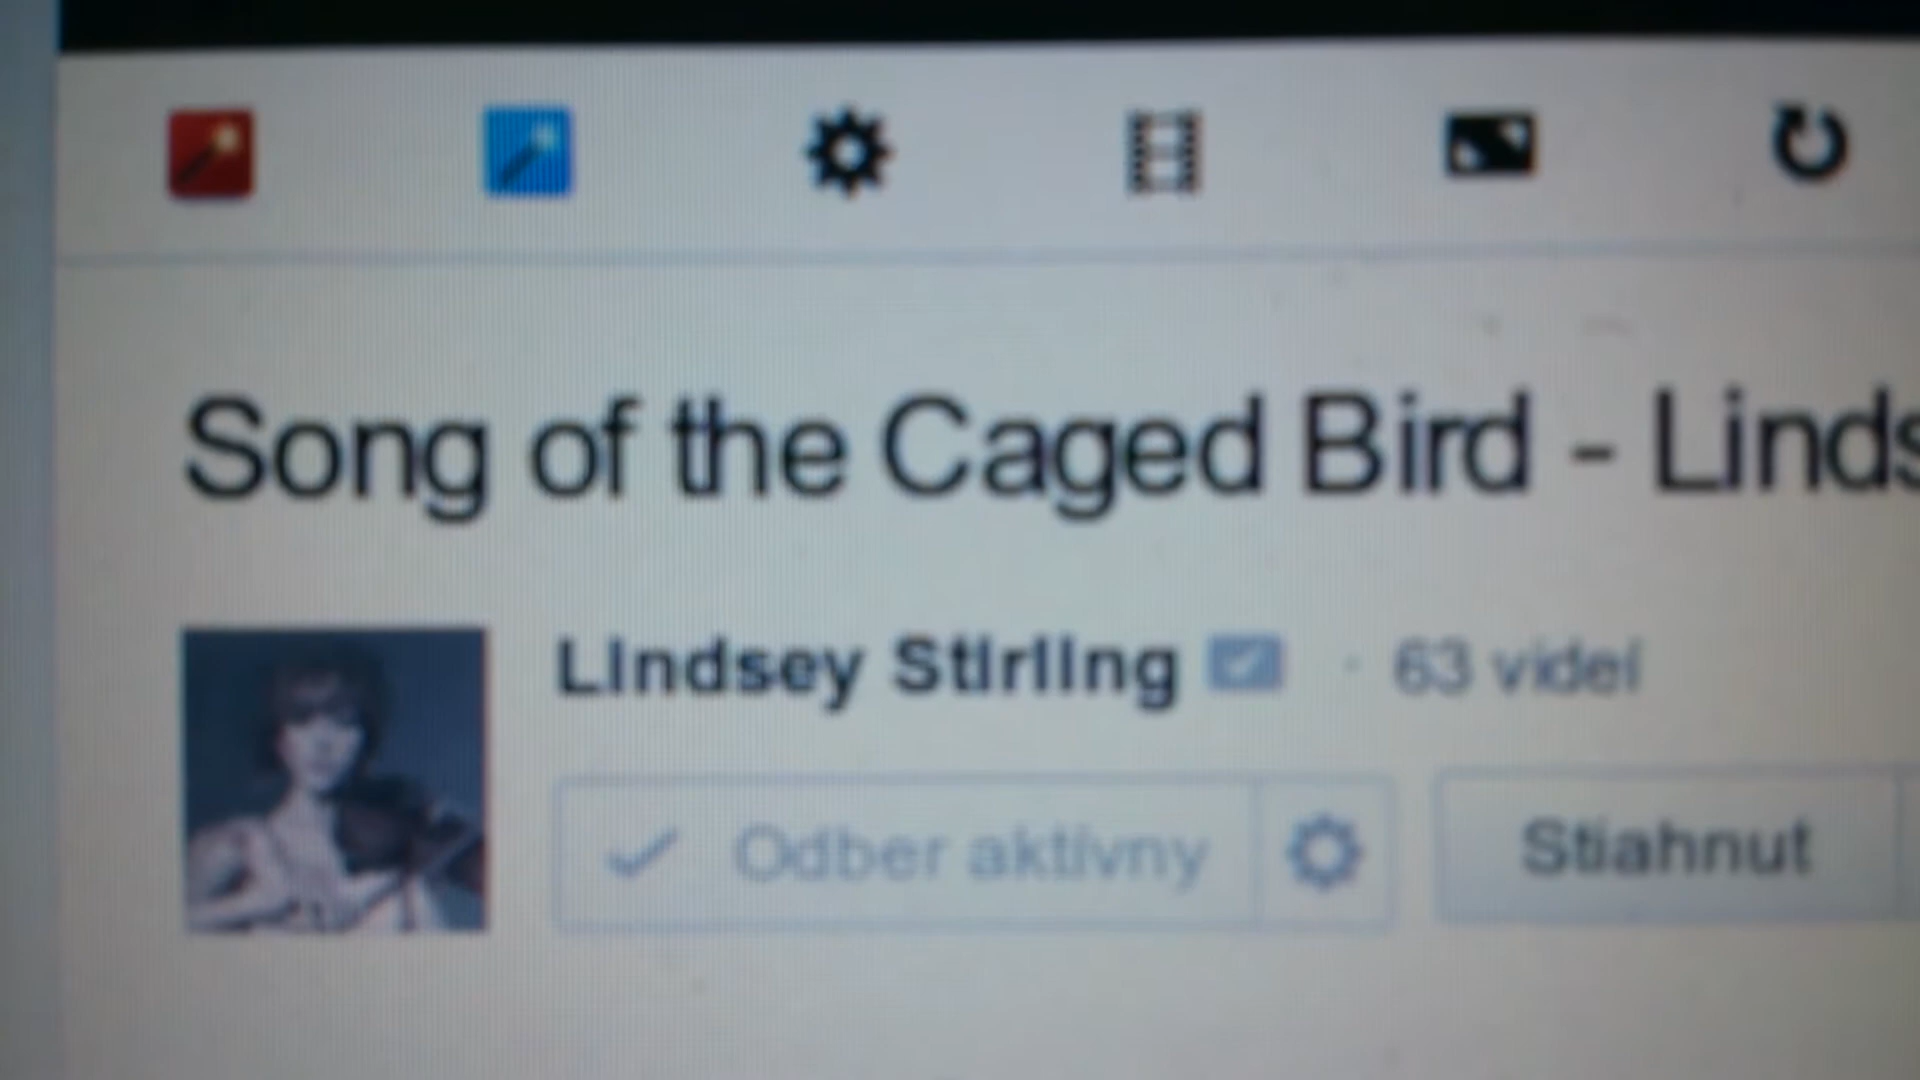 Song of the Caged Bird - Linds
Lindsey Stirling · 63 videí
Odber aktívny
Stiahnuť